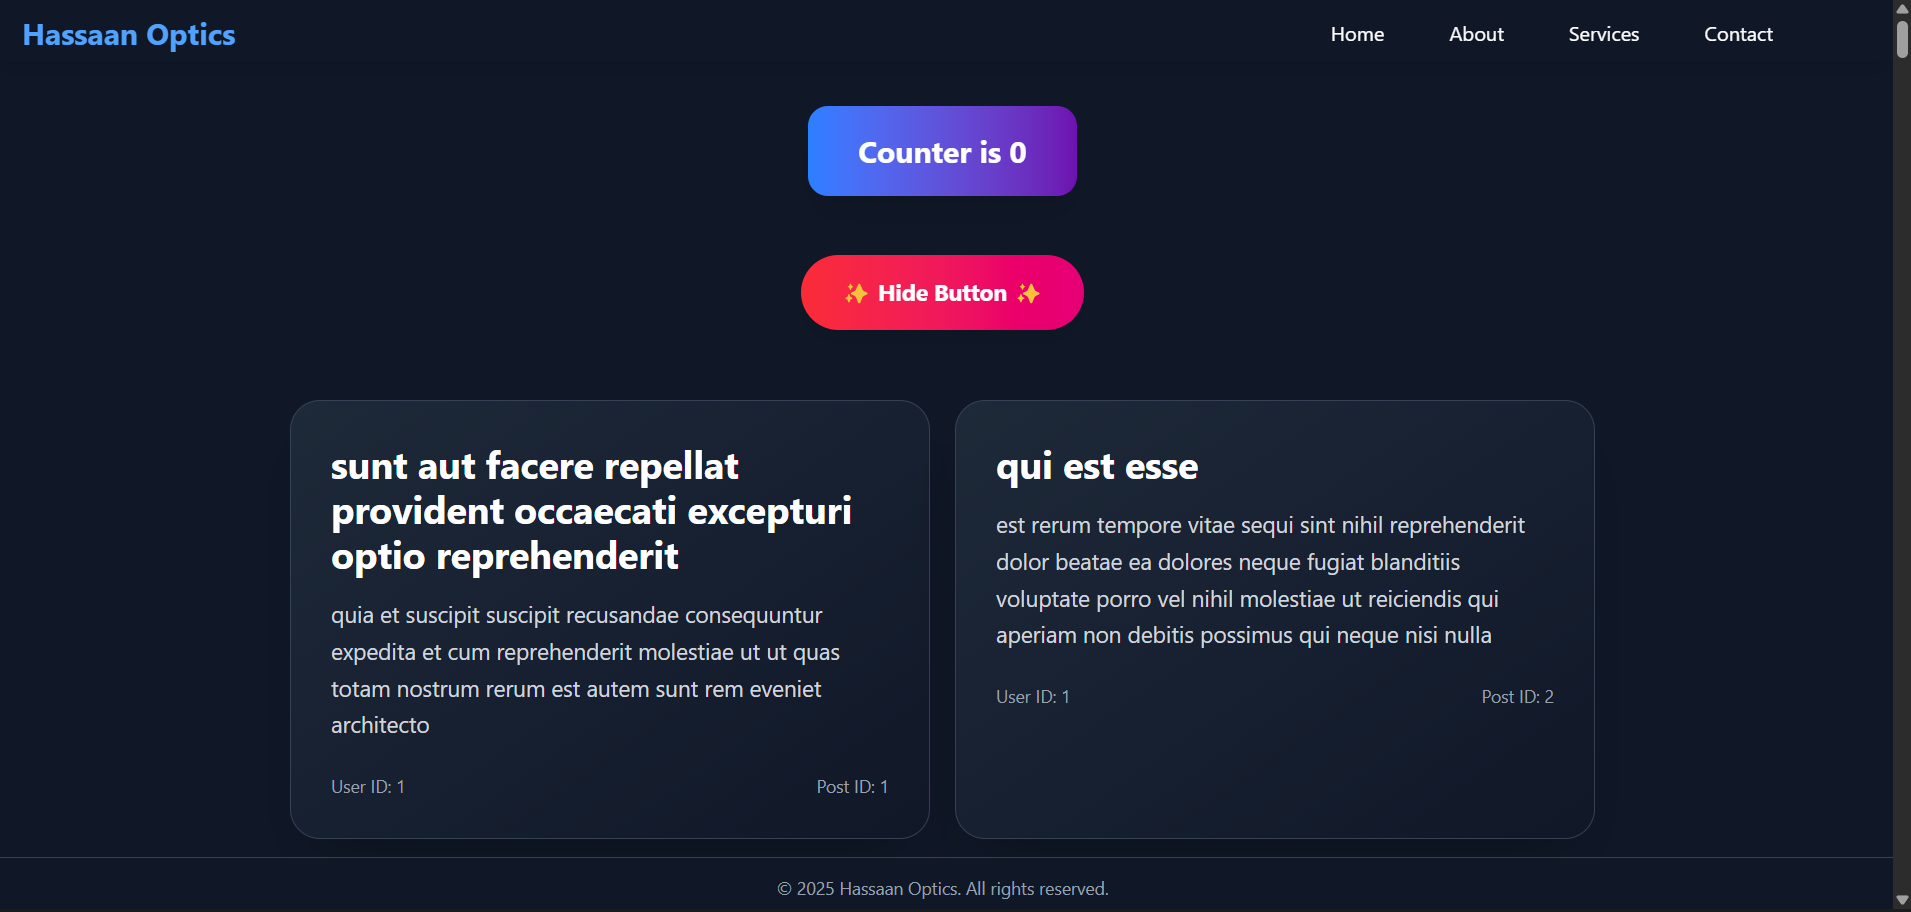 Hassaan Optics
Home About Services Contact
Counter is 0
✨ Hide Button ✨
sunt aut facere repellat
provident occaecati excepturi
optio reprehenderit
quia et suscipit suscipit recusandae consequuntur
expedita et cum reprehenderit molestiae ut ut quas
totam nostrum rerum est autem sunt rem eveniet
architecto
User ID: 1 Post ID: 1
qui est esse
est rerum tempore vitae sequi sint nihil reprehenderit
dolor beatae ea dolores neque fugiat blanditiis
voluptate porro vel nihil molestiae ut reiciendis qui
aperiam non debitis possimus qui neque nisi nulla
User ID: 1 Post ID: 2
© 2025 Hassaan Optics. All rights reserved.